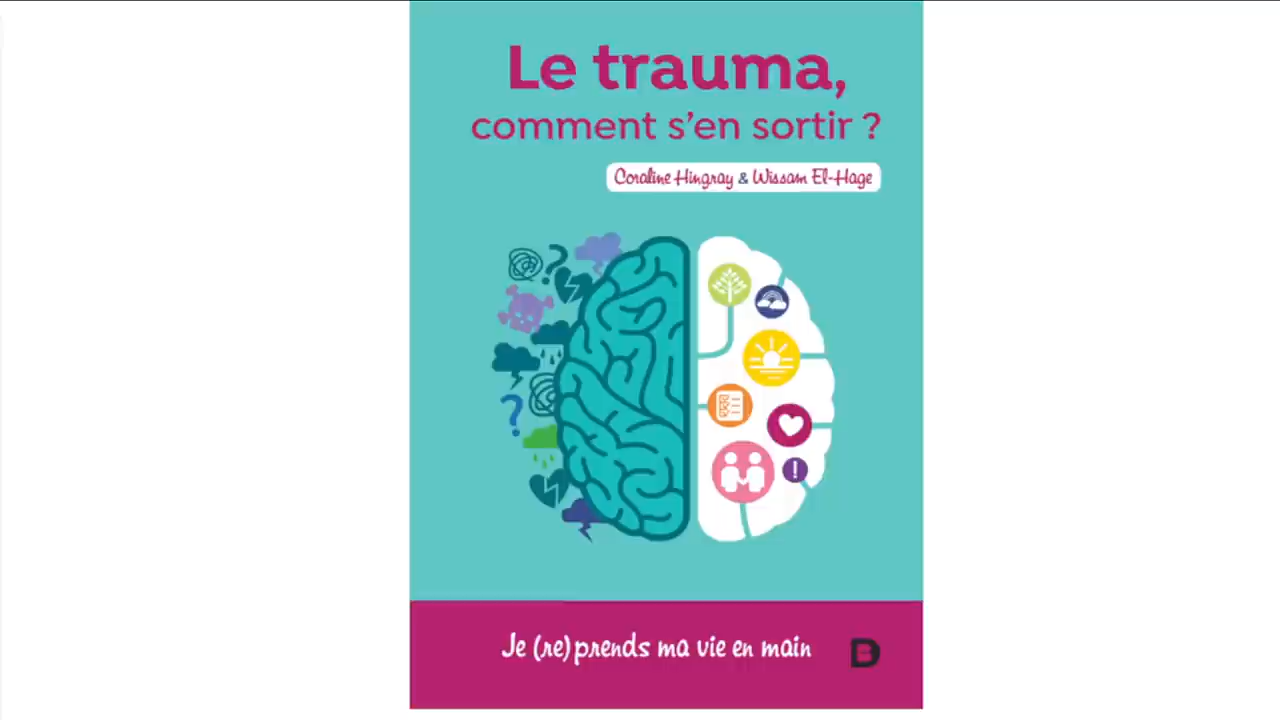 Le trauma,
comment s'en sortir ?
Coraline Hingray & Wissam El-Hage
?
?
!
Je (re)prends ma vie en main